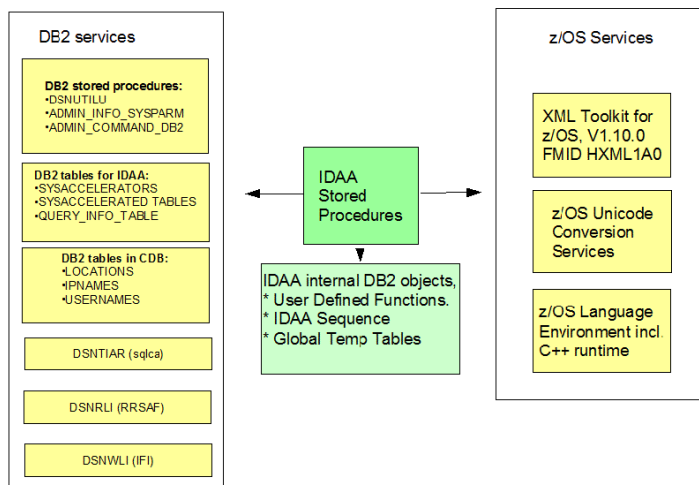 DB2 services
DB2 stored procedures:
•DSNUTILU
•ADMIN_INFO_SYSPARM
•ADMIN_COMMAND_DB2
DB2 tables for IDAA:
•SYSACCELERATORS
•SYSACCELERATED TABLES
•QUERY_INFO_TABLE
DB2 tables in CDB:
•LOCATIONS
•IPNAMES
•USERNAMES
DSNTIAR (sqlca)
DSNRLI (RRSAF)
DSNWLI (IFI)
IDAA
Stored
Procedures
IDAA internal DB2 objects,
* User Defined Functions.
* IDAA Sequence
* Global Temp Tables
z/OS Services
XML Toolkit for
z/OS, V1.10.0
FMID HXML1A0
z/OS Unicode
Conversion
Services
z/OS Language
Environment incl.
C++ runtime